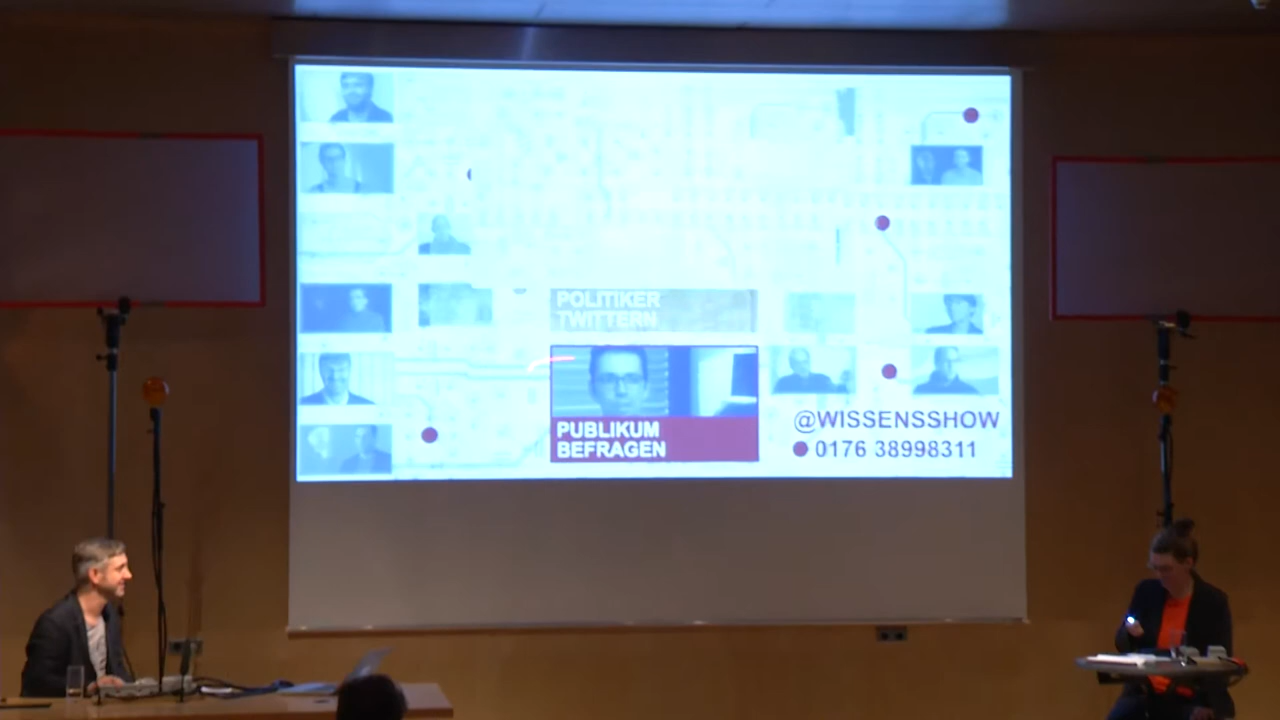 POLITIKER
TWITTERN
PUBLIKUM
BEFRAGEN
@WISSENSSHOW
0176 38998311